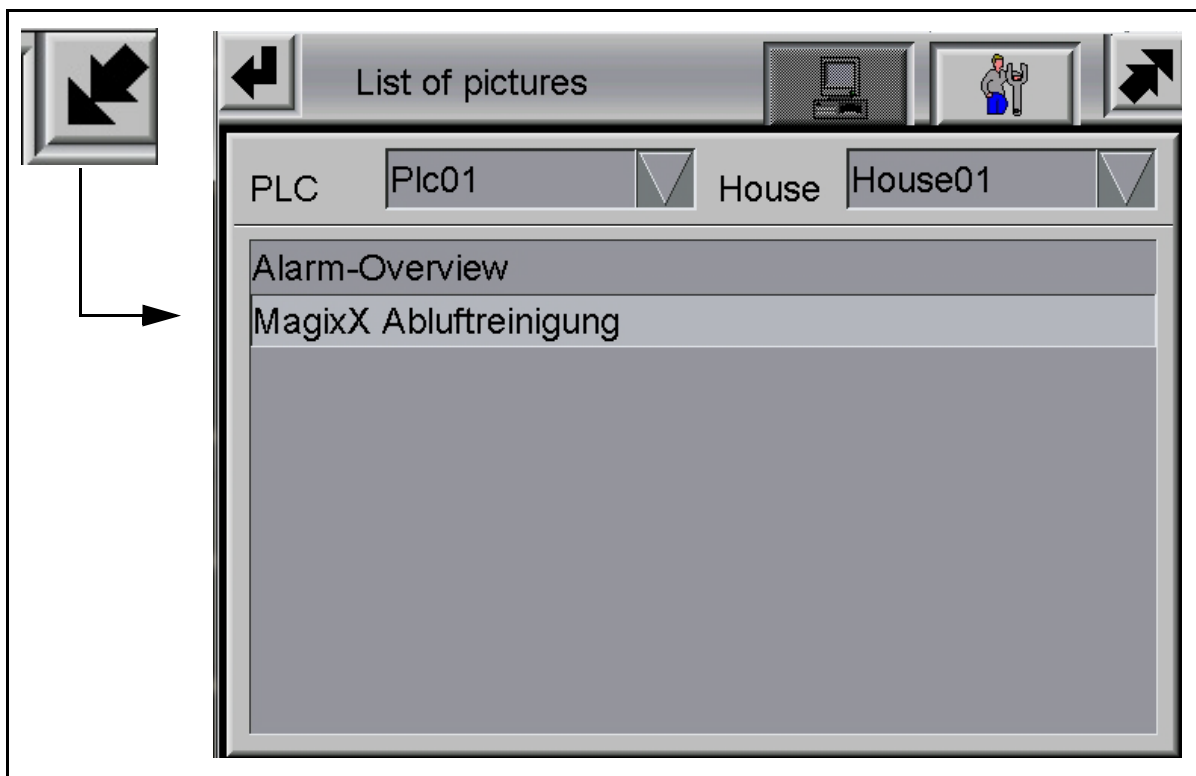 List of pictures
PLC Plc01 House House01
Alarm-Overview
MagixX Abluftreinigung